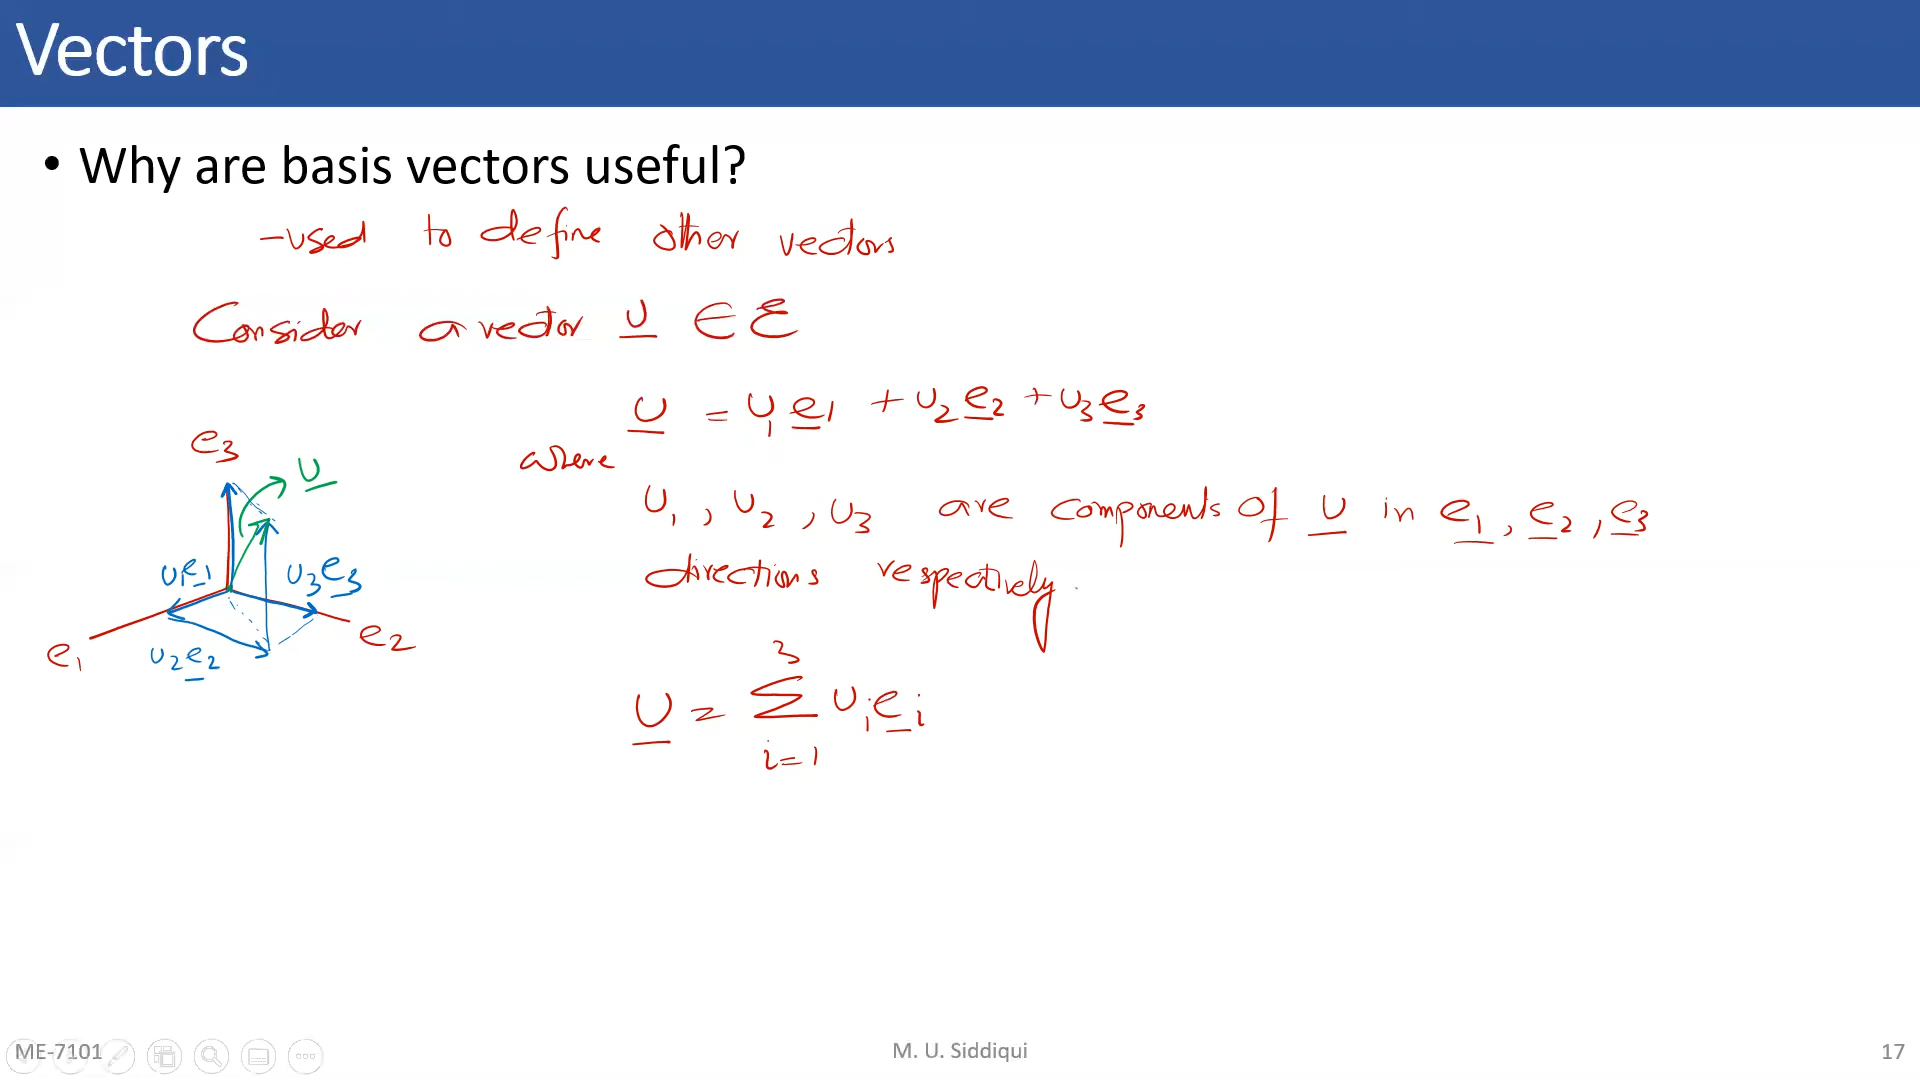 Vectors
• Why are basis vectors useful?
-used to define other vectors
Consider a vector u ∈ ℰ
u = u₁ e₁ + u₂ e₂ + u₃ e₃
where
u₁, u₂, u₃ are components of u in e₁, e₂, e₃
directions respectively.
e₃
u
u₁e₁
u₃e₃
e₁
u₂e₂
e₂
3
u = Σ uᵢeᵢ
i=1
ME-7101
M. U. Siddiqui
17